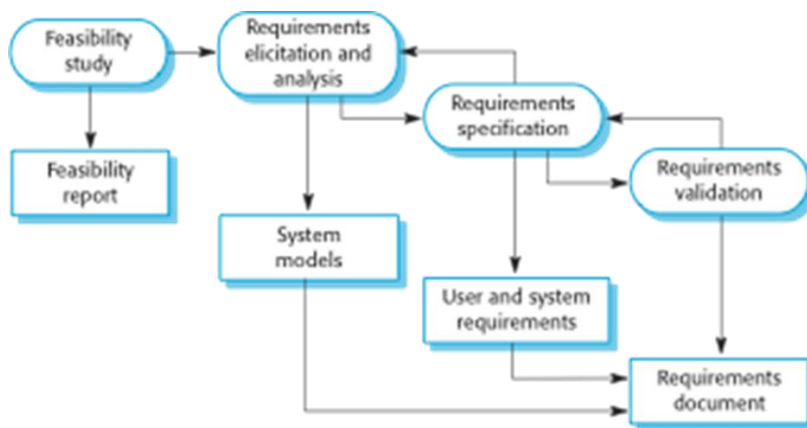 Feasibility
study
Requirements
elicitation and
analysis
Requirements
specification
Requirements
validation
Feasibility
report
System
models
User and system
requirements
Requirements
document